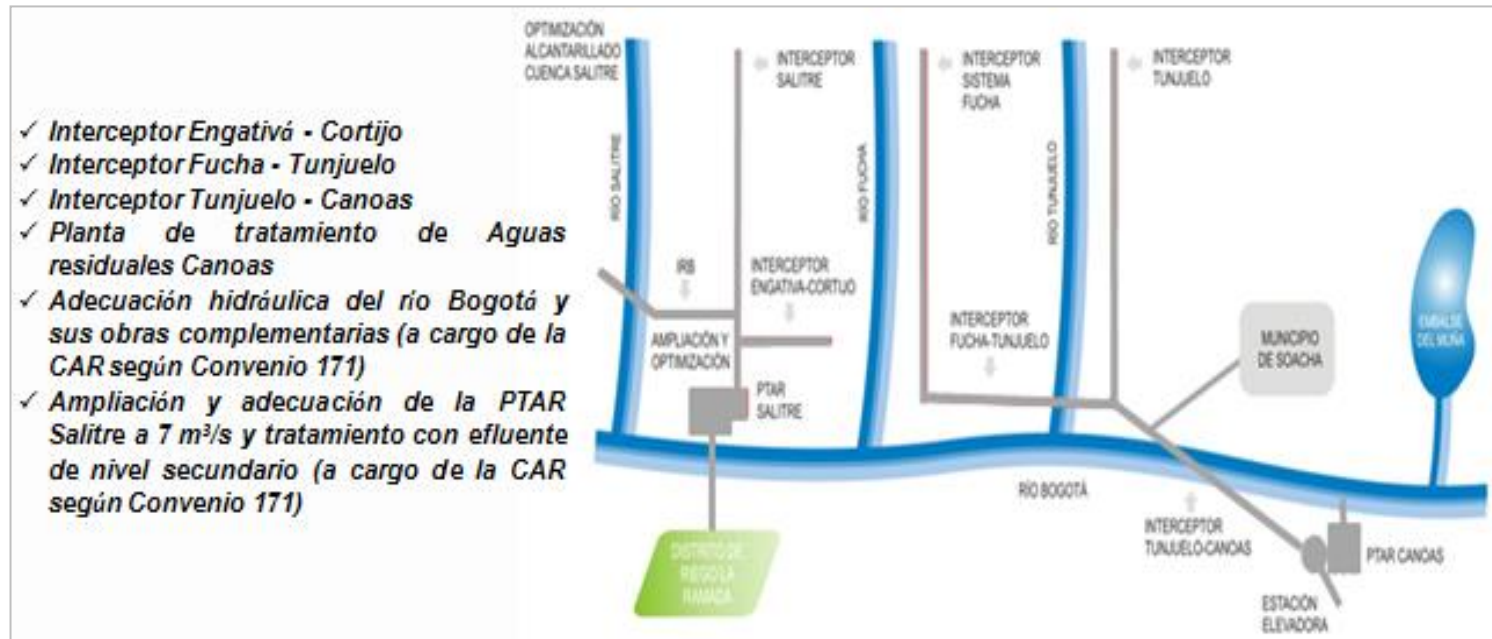 ✓ Interceptor Engativá - Cortijo
✓ Interceptor Fucha - Tunjuelo
✓ Interceptor Tunjuelo - Canoas
✓ Planta de tratamiento de Aguas
residuales Canoas
✓ Adecuación hidráulica del río Bogotá y
sus obras complementarias (a cargo de la
CAR según Convenio 171)
✓ Ampliación y adecuación de la PTAR
Salitre a 7 m³/s y tratamiento con efluente
de nivel secundario (a cargo de la CAR
según Convenio 171)
OPTIMIZACIÓN
ALCANTARILLADO
CUENCA SALITRE
INTERCEPTOR
SALITRE
INTERCEPTOR
SISTEMA
FUCHA
INTERCEPTOR
TUNJUELO
RÍO SALITRE
RÍO FUCHA
RÍO TUNJUELO
IRB
INTERCEPTOR
ENGATIVA-CORTIJO
AMPLIACIÓN Y
OPTIMIZACIÓN
INTERCEPTOR
FUCHA-TUNJUELO
MUNICIPIO
DE SOACHA
EMBALSE
DEL MUÑA
PTAR
SALITRE
RÍO BOGOTÁ
INTERCEPTOR
TUNJUELO-CANOAS
PTAR CANOAS
DISTRITO DE
RIEGO LA
RAMADA
ESTACIÓN
ELEVADORA